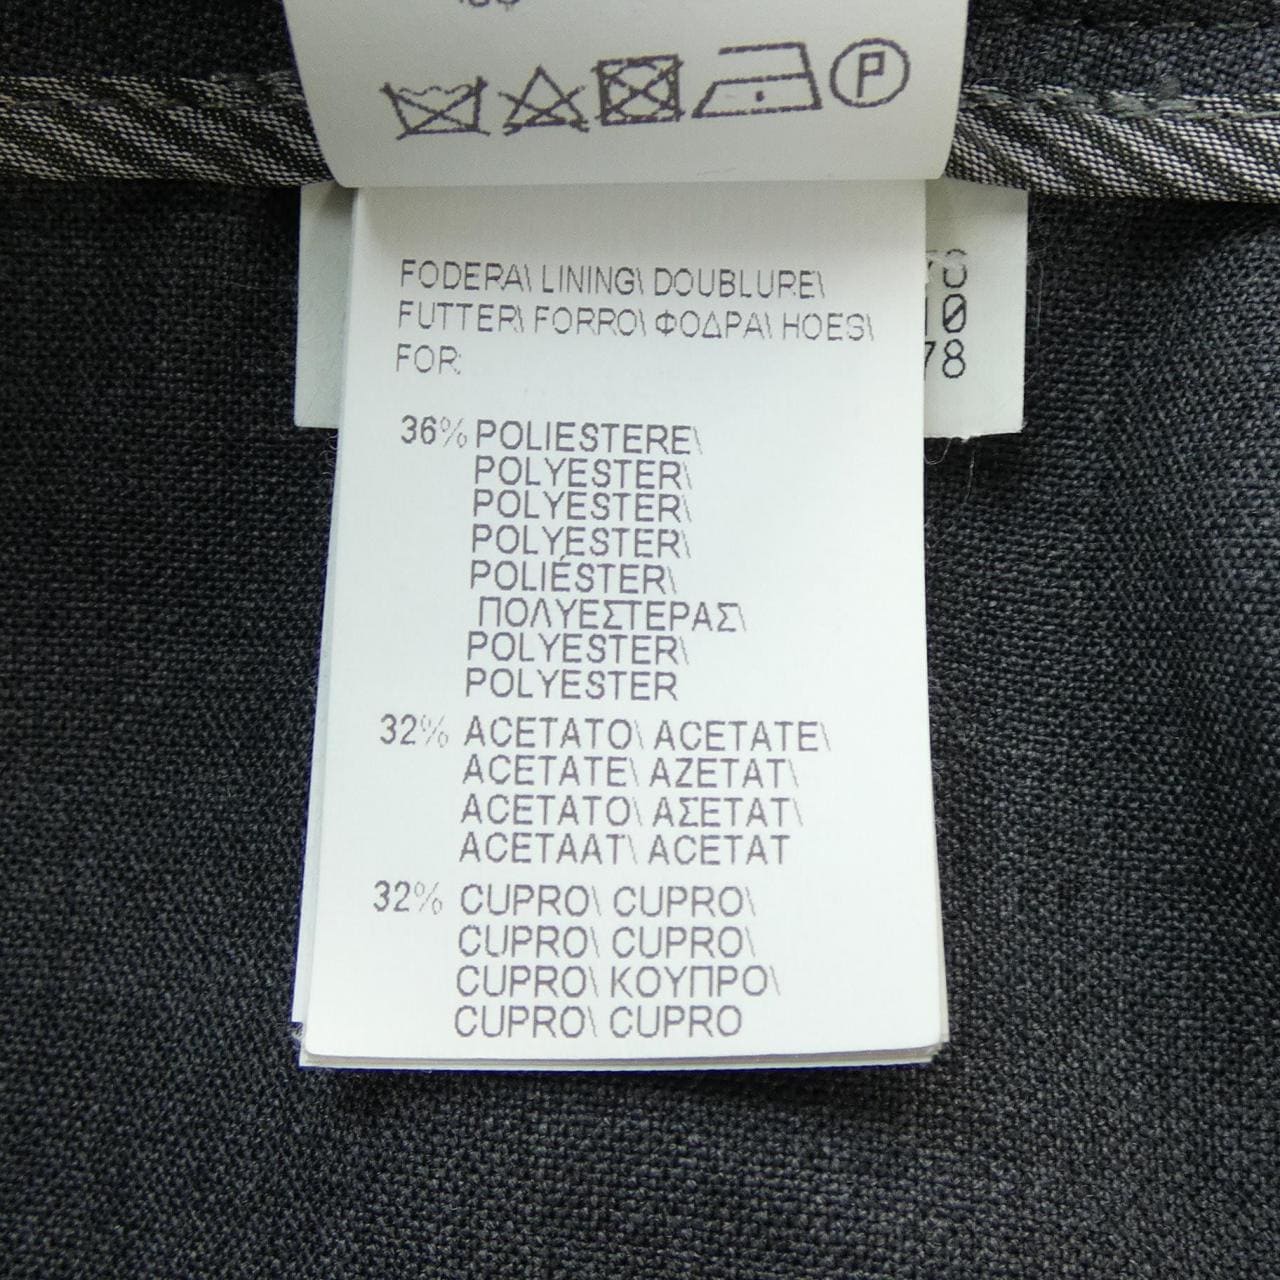 P
FODERA\ LINING\ DOUBLURE\
FUTTER\ FORRO\ ΦΟΔΡΑ\ HOES\
FOR:
10
78
36% POLIESTERE\
POLYESTER\
POLYESTER\
POLYESTER\
POLIÉSTER\
ΠΟΛΥΕΣΤΕΡΑΣ\
POLYESTER\
POLYESTER
32% ACETATO\ ACETATE\
ACETATE\ AZETAT\
ACETATO\ ΑΣΕΤΑΤ\
ACETAAT\ ACETAT
32% CUPRO\ CUPRO\
CUPRO\ CUPRO\
CUPRO\ ΚΟΥΠΡΟ\
CUPRO\ CUPRO